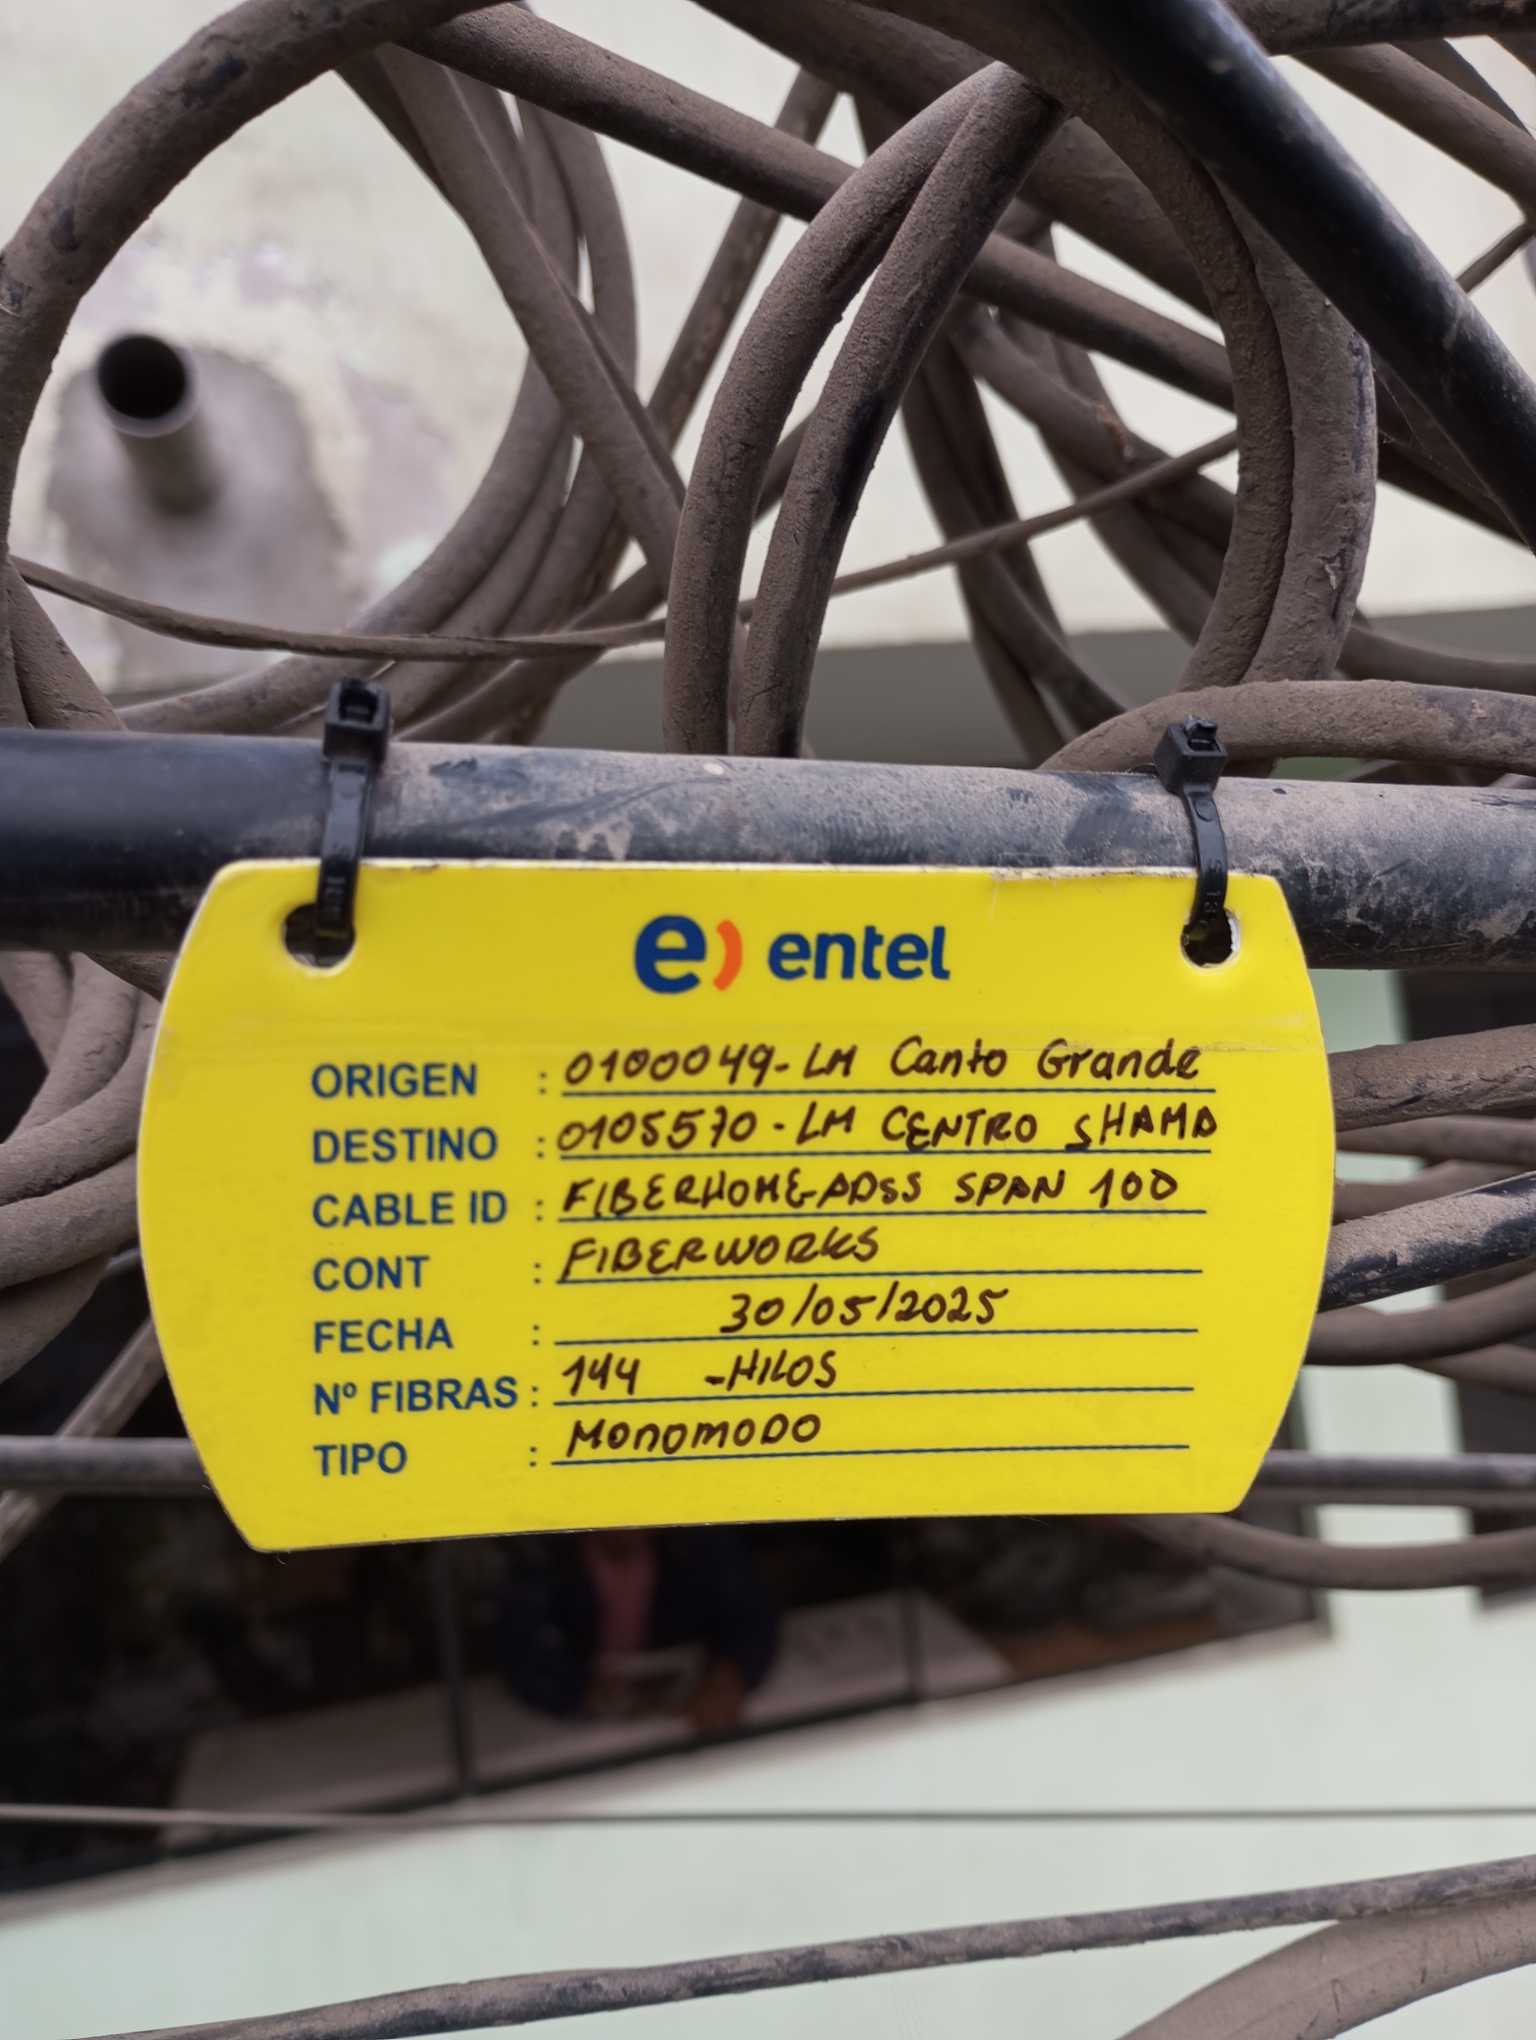 e) entel
ORIGEN : 0100049-LM Canto Grande
DESTINO : 0105570-LM CENTRO SHAMA
CABLE ID : FIBERHOME-ADSS SPAN 100
CONT : FIBERWORKS
FECHA : 30/05/2025
Nº FIBRAS : 144 -HILOS
TIPO : MONOMODO